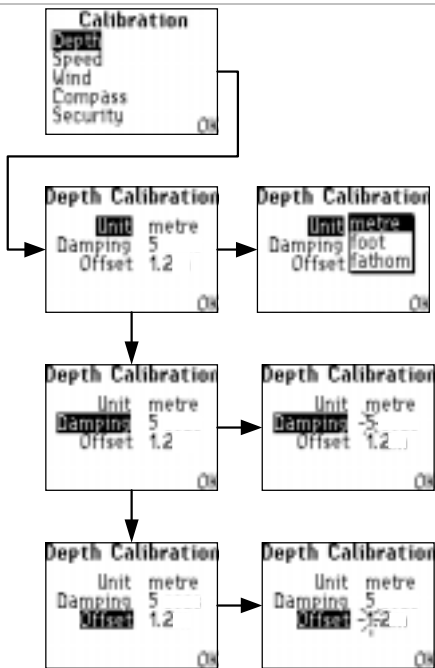 Calibration
Depth
Speed
Wind
Compass
Security
OK
Depth Calibration
Unit metre
Damping 5
Offset 1.2
OK
Depth Calibration
Unit metre
Damping foot
Offset fathom
OK
Depth Calibration
Unit metre
Damping 5
Offset 1.2
OK
Depth Calibration
Unit metre
Damping 5
Offset 1.2
OK
Depth Calibration
Unit metre
Damping 5
Offset 1.2
OK
Depth Calibration
Unit metre
Damping 5
Offset 1.2
OK